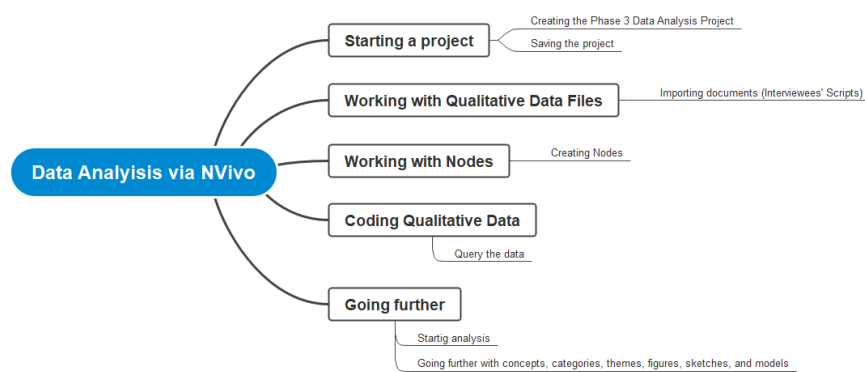 Data Analyisis via NVivo
Starting a project
Creating the Phase 3 Data Analysis Project
Saving the project
Working with Qualitative Data Files
Importing documents (Interviewees' Scripts)
Working with Nodes
Creating Nodes
Coding Qualitative Data
Query the data
Going further
Startig analysis
Going further with concepts, categories, themes, figures, sketches, and models